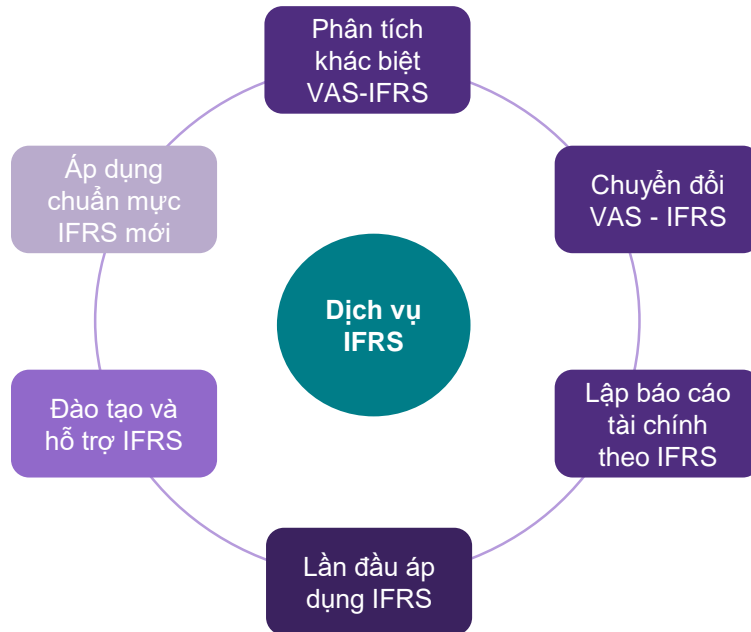 Phân tích
khác biệt
VAS-IFRS
Áp dụng
chuẩn mực
IFRS mới
Chuyển đổi
VAS - IFRS
Dịch vụ
IFRS
Đào tạo và
hỗ trợ IFRS
Lập báo cáo
tài chính
theo IFRS
Lần đầu áp
dụng IFRS